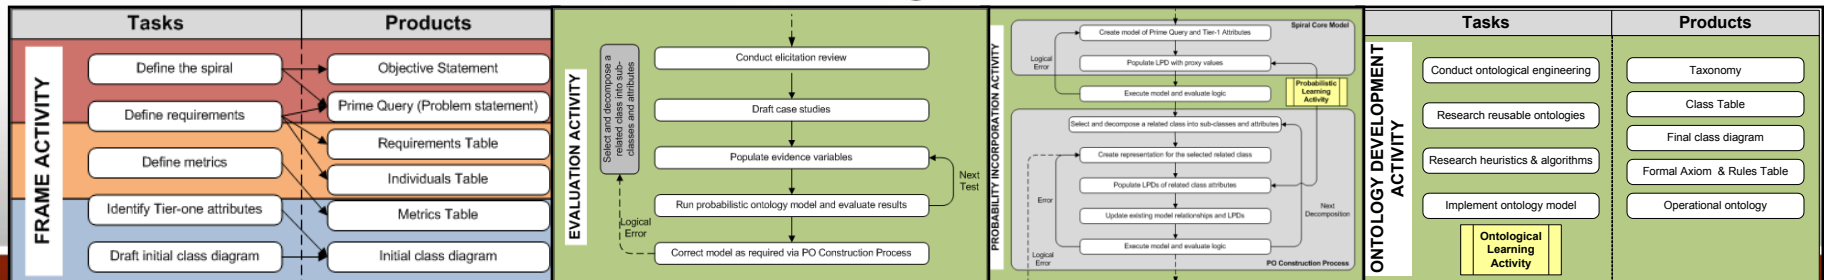 Tasks
Products
FRAME ACTIVITY
Define the spiral
Define requirements
Define metrics
Identify Tier-one attributes
Draft initial class diagram
Objective Statement
Prime Query (Problem statement)
Requirements Table
Individuals Table
Metrics Table
Initial class diagram
EVALUATION ACTIVITY
Select and decompose a
related class into sub-
classes and attributes
Conduct elicitation review
Draft case studies
Populate evidence variables
Run probabilistic ontology model and evaluate results
Correct model as required via PO Construction Process
Next
Test
Logical
Error
PROBABILITY INCORPORATION ACTIVITY
Spiral Core Model
Create model of Prime Query and Tier-1 Attributes
Populate LPD with proxy values
Execute model and evaluate logic
Logical
Error
Probabilistic
Learning
Activity
Select and decompose a related class into sub-classes and attributes
Create representation for the selected related class
Populate LPDs of related class attributes
Update existing model relationships and LPDs
Execute model and evaluate logic
Error
Next
Decomposition
Logical
Error
PO Construction Process
Tasks
Products
ONTOLOGY DEVELOPMENT
ACTIVITY
Conduct ontological engineering
Research reusable ontologies
Research heuristics & algorithms
Implement ontology model
Ontological
Learning
Activity
Taxonomy
Class Table
Final class diagram
Formal Axiom & Rules Table
Operational ontology